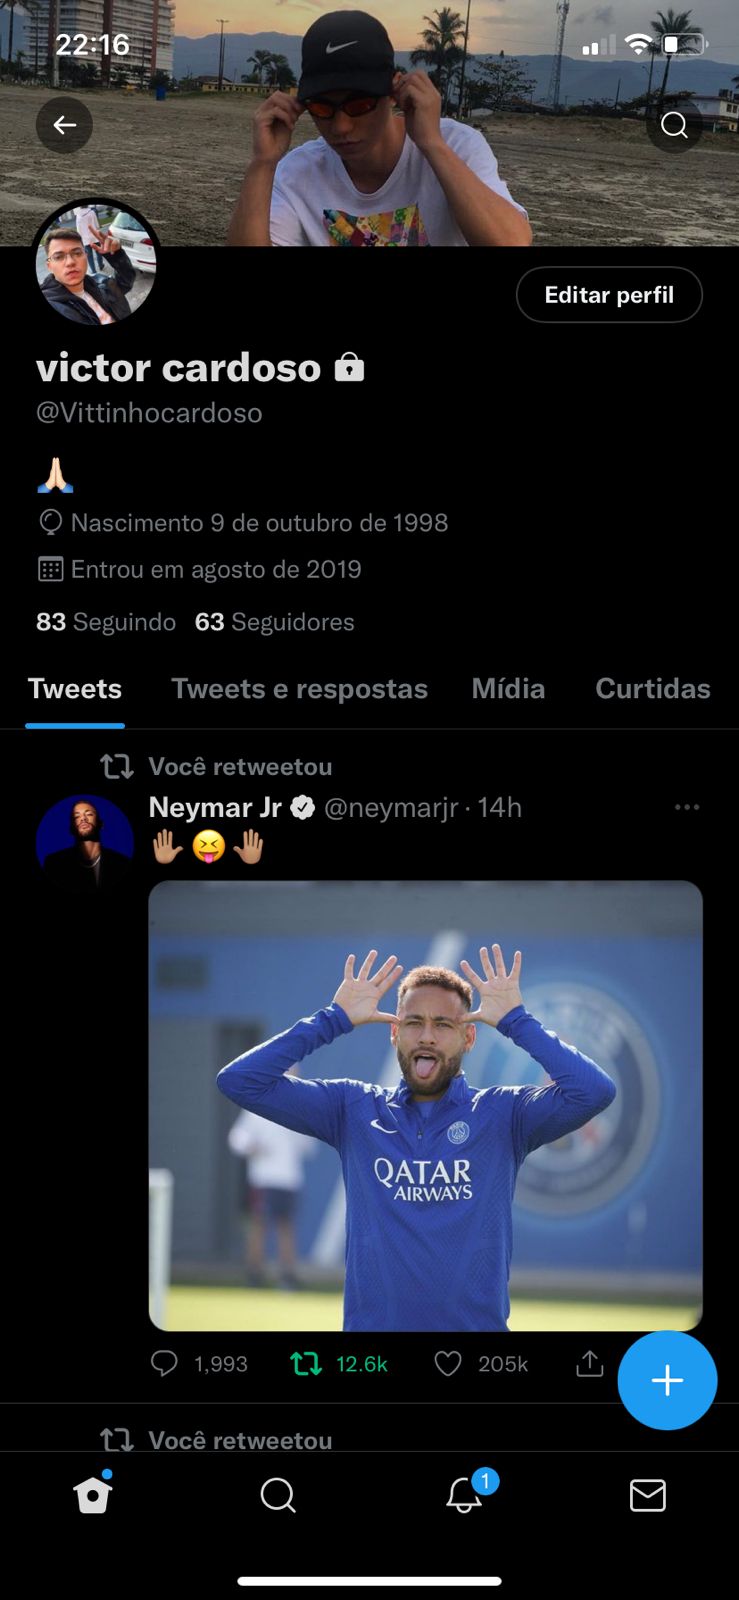 22:16
Editar perfil
victor cardoso
@Vittinhocardoso
🙏🏻
Nascimento 9 de outubro de 1998
Entrou em agosto de 2019
83 Seguindo 63 Seguidores
Tweets Tweets e respostas Mídia Curtidas
Você retweetou
Neymar Jr @neymarjr · 14h
🤚🏽😝🤚🏽
QATAR
AIRWAYS
1,993 12.6k 205k
Você retweetou
1